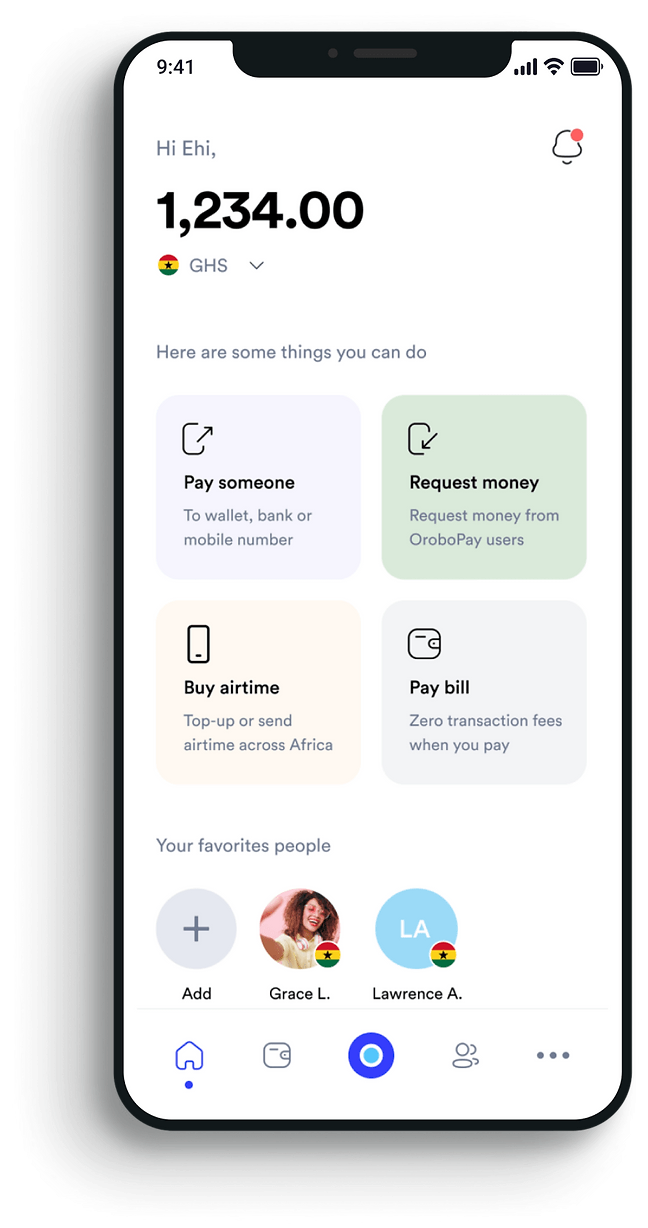 9:41
Hi Ehi,
1,234.00
GHS
Here are some things you can do
Pay someone
To wallet, bank or
mobile number
Request money
Request money from
OroboPay users
Buy airtime
Top-up or send
airtime across Africa
Pay bill
Zero transaction fees
when you pay
Your favorites people
LA
Add
Grace L.
Lawrence A.